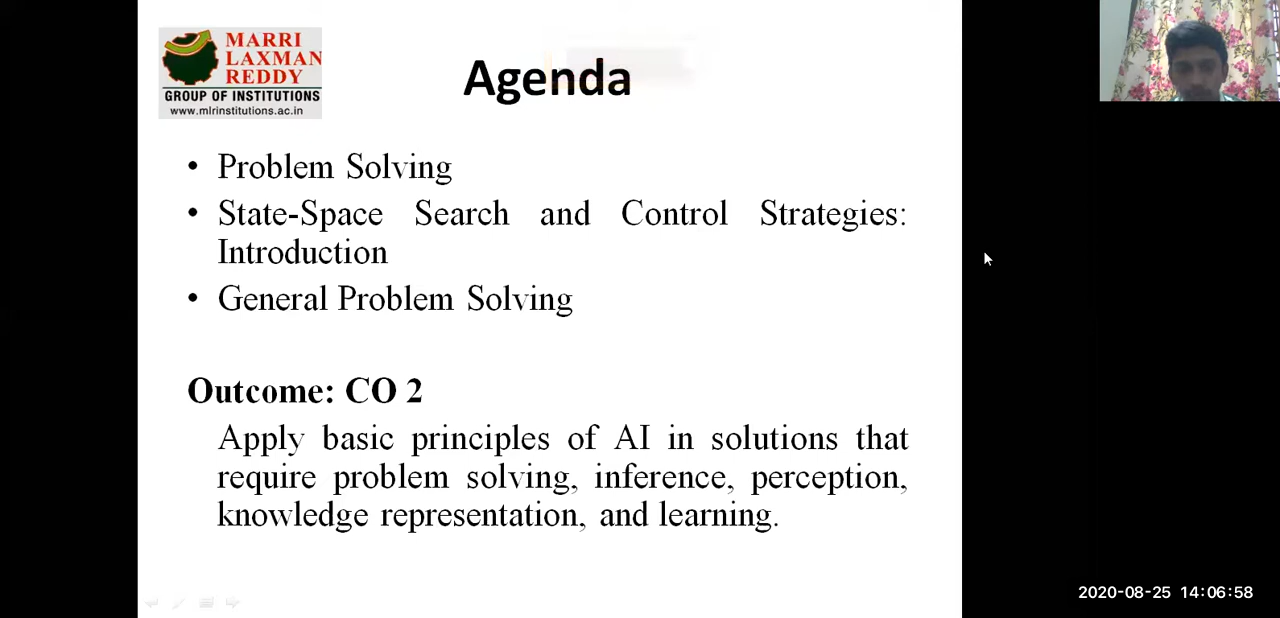 MARRI
LAXMAN
REDDY
GROUP OF INSTITUTIONS
www.mlrinstitutions.ac.in
Agenda
• Problem Solving
• State-Space Search and Control Strategies:
Introduction
• General Problem Solving
Outcome: CO 2
Apply basic principles of AI in solutions that
require problem solving, inference, perception,
knowledge representation, and learning.
2020-08-25 14:06:58